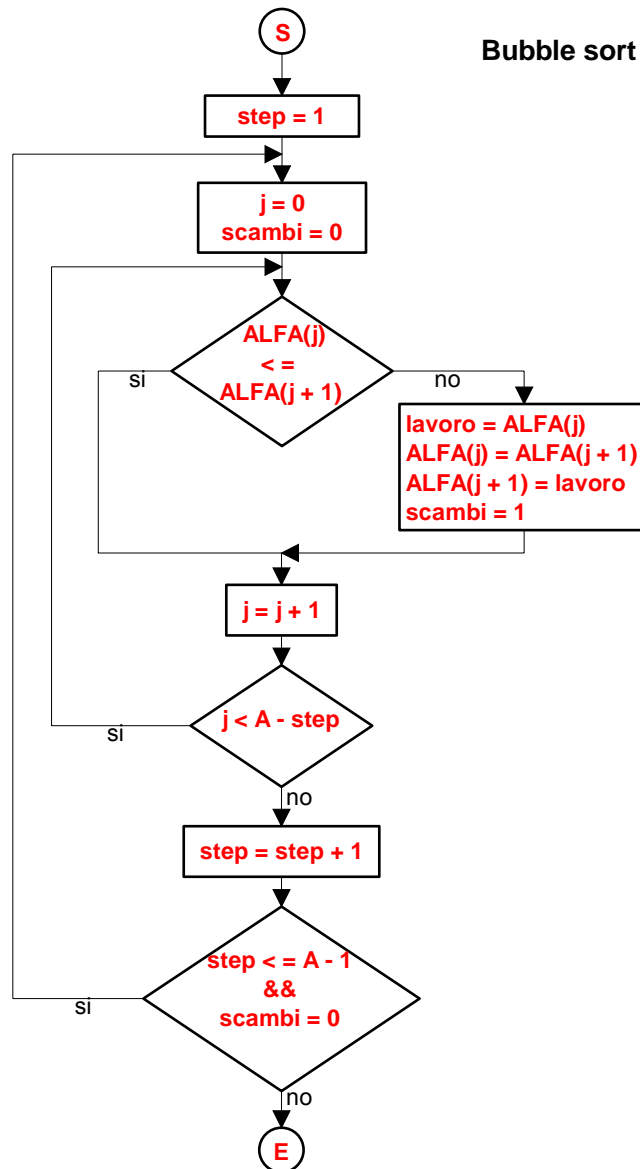 S
Bubble sort
step = 1
j = 0
scambi = 0
ALFA(j)
< =
ALFA(j + 1)
si
no
lavoro = ALFA(j)
ALFA(j) = ALFA(j + 1)
ALFA(j + 1) = lavoro
scambi = 1
j = j + 1
j < A - step
si
no
step = step + 1
step < = A - 1
&&
scambi = 0
si
no
E